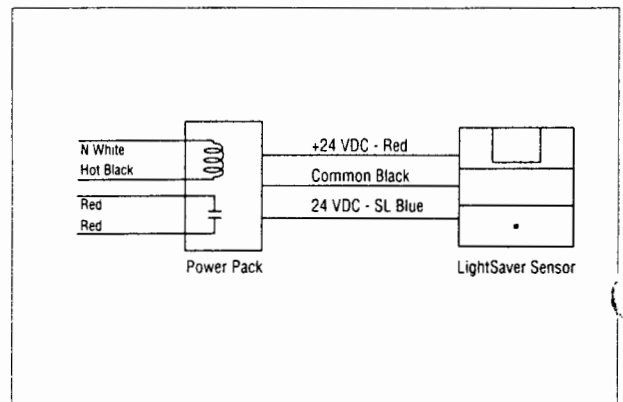 N White
Hot Black
Red
Red
+24 VDC - Red
Common Black
24 VDC - SL Blue
Power Pack
LightSaver Sensor